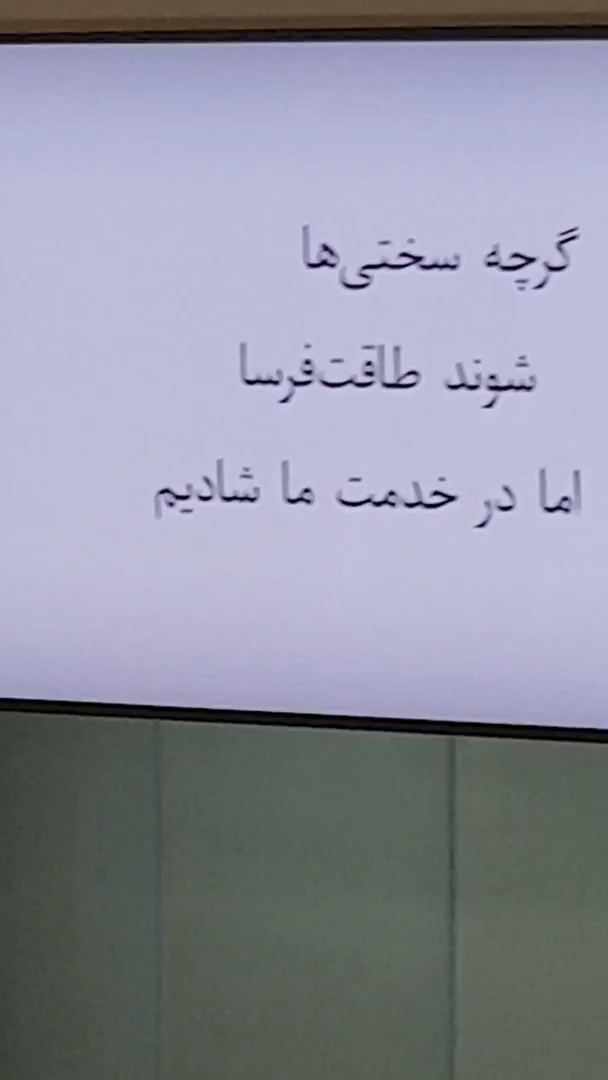 گرچه سختی‌ها
شوند طاقت‌فرسا
اما در خدمت ما شادیم